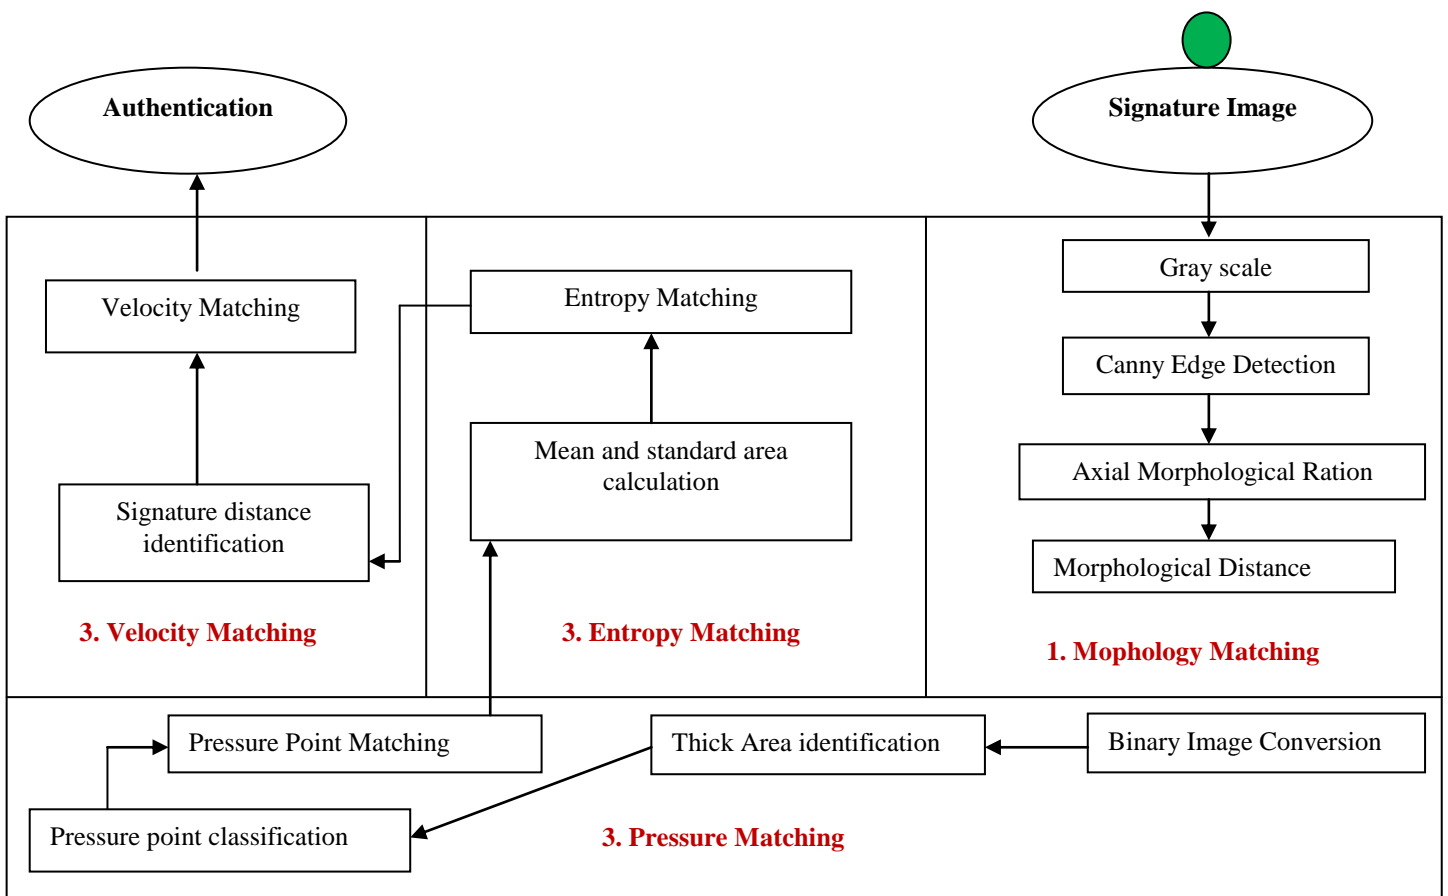 Authentication
Signature Image
Velocity Matching
Entropy Matching
Gray scale
Canny Edge Detection
Mean and standard area
calculation
Axial Morphological Ration
Signature distance
identification
Morphological Distance
3. Velocity Matching
3. Entropy Matching
1. Mophology Matching
Pressure Point Matching
Thick Area identification
Binary Image Conversion
Pressure point classification
3. Pressure Matching